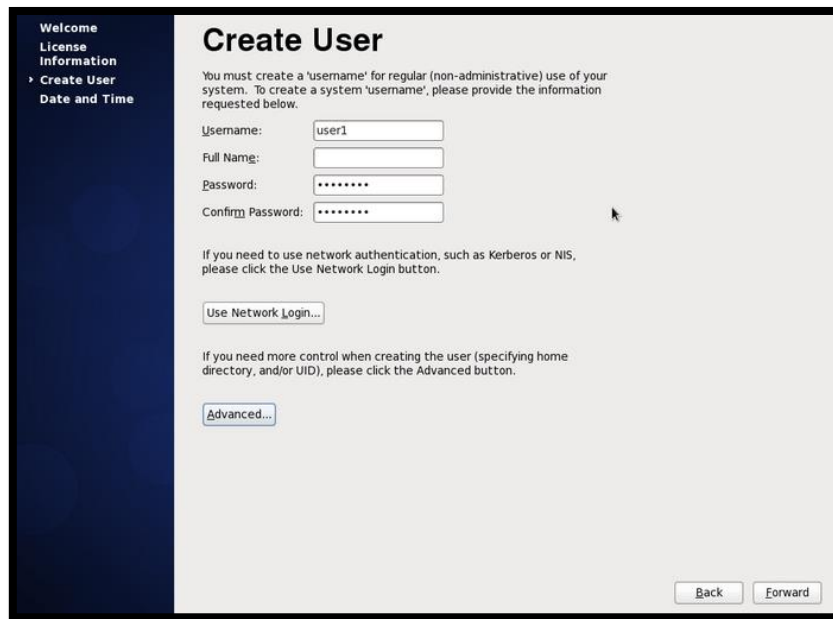 Welcome
License
Information
Create User
Date and Time
Create User
You must create a 'username' for regular (non-administrative) use of your
system.  To create a system 'username', please provide the information
requested below.
Username: user1
Full Name:
Password: ••••••••
Confirm Password: ••••••••
If you need to use network authentication, such as Kerberos or NIS,
please click the Use Network Login button.
Use Network Login...
If you need more control when creating the user (specifying home
directory, and/or UID), please click the Advanced button.
Advanced...
Back
Forward